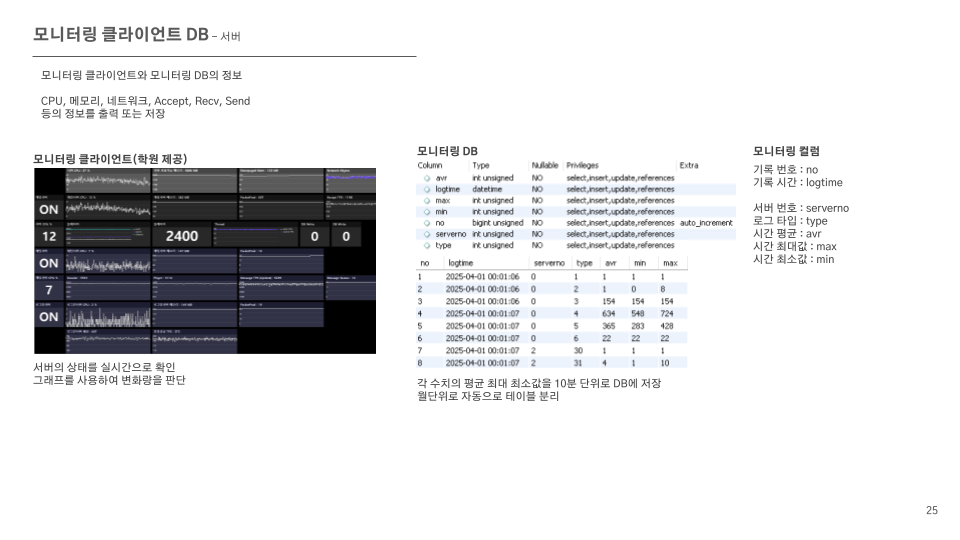 모니터링 클라이언트 DB – 서버
모니터링 클라이언트와 모니터링 DB의 정보
CPU, 메모리, 네트워크, Accept, Recv, Send
등의 정보를 출력 또는 저장
모니터링 클라이언트(학원 제공)
ON
ON
12
2400
0
0
ON
7
ON
서버의 상태를 실시간으로 확인
그래프를 사용하여 변화량을 판단
모니터링 DB
Column Type Nullable Privileges Extra
avr int unsigned NO select,insert,update,references
logtime datetime NO select,insert,update,references
max int unsigned NO select,insert,update,references
min int unsigned NO select,insert,update,references
no bigint unsigned NO select,insert,update,references auto_increment
serverno int unsigned NO select,insert,update,references
type int unsigned NO select,insert,update,references
no logtime serverno type avr min max
1 2025-04-01 00:01:06 0 1 1 1 1
2 2025-04-01 00:01:06 0 2 1 0 8
3 2025-04-01 00:01:06 0 3 154 154 154
4 2025-04-01 00:01:07 0 4 634 548 724
5 2025-04-01 00:01:07 0 5 365 283 428
6 2025-04-01 00:01:07 0 6 22 22 22
7 2025-04-01 00:01:07 2 30 1 1 1
8 2025-04-01 00:01:07 2 31 4 1 10
각 수치의 평균 최대 최소값을 10분 단위로 DB에 저장
월단위로 자동으로 테이블 분리
모니터링 컬럼
기록 번호 : no
기록 시간 : logtime
서버 번호 : serverno
로그 타입 : type
시간 평균 : avr
시간 최대값 : max
시간 최소값 : min
25